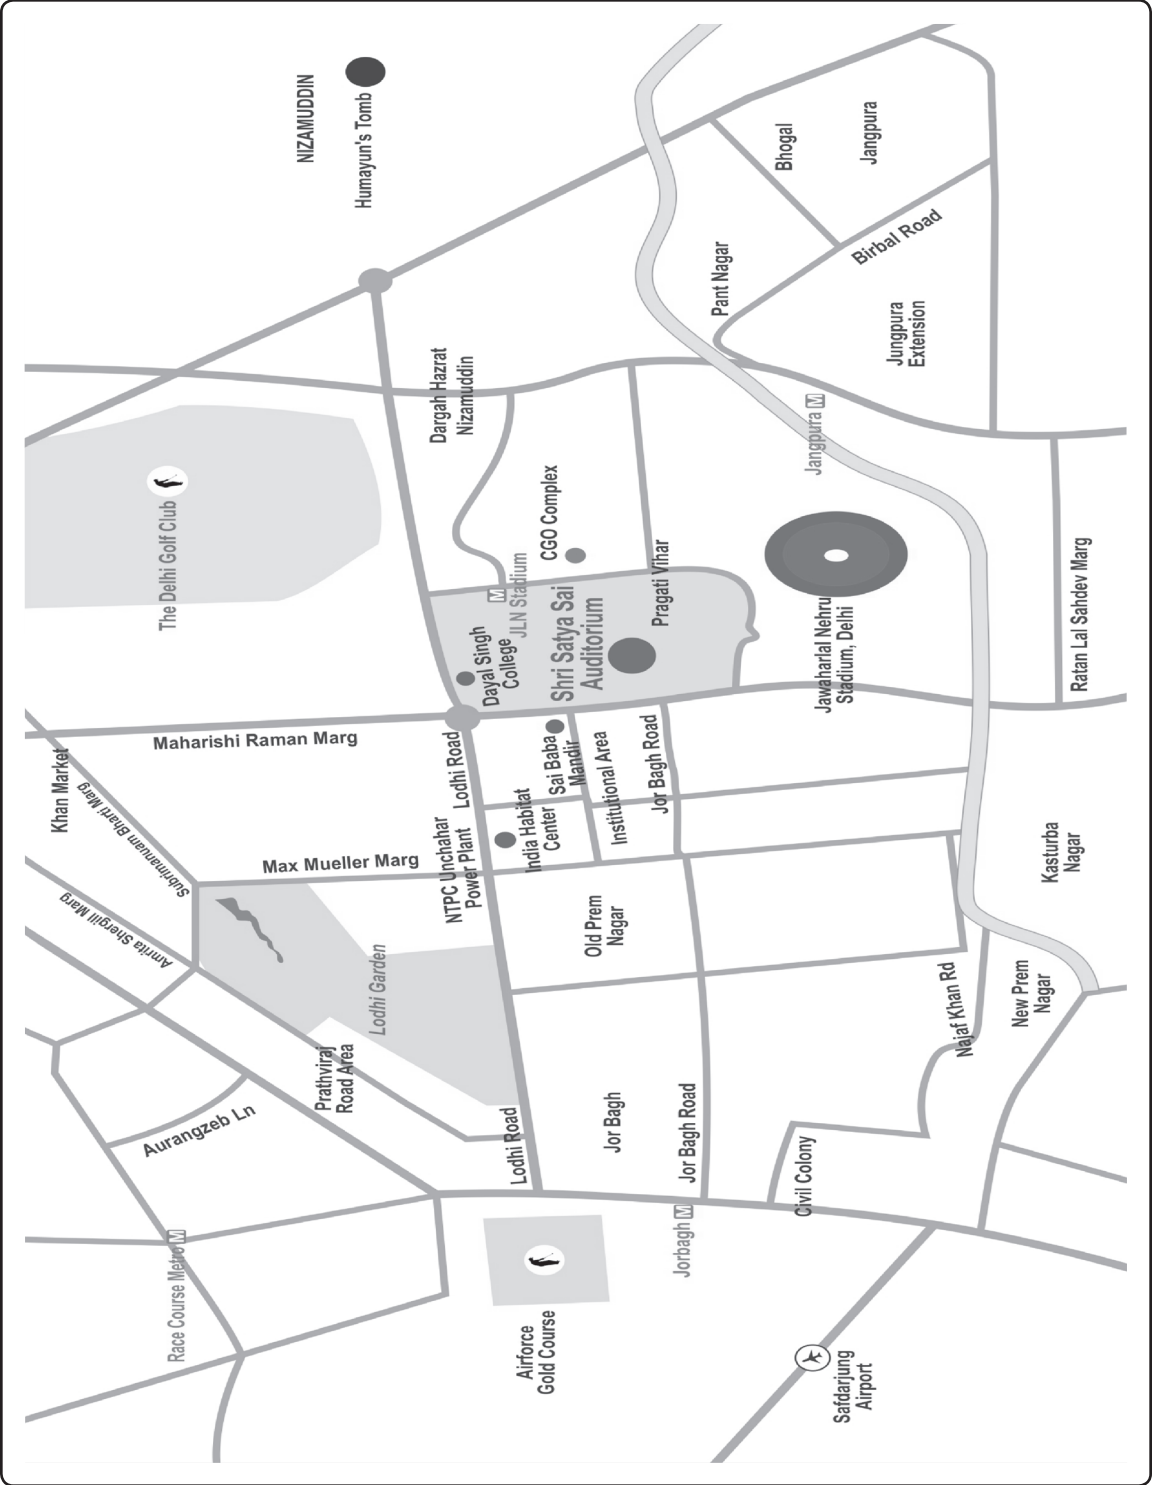 NIZAMUDDIN
Humayun's Tomb
Bhogal
Jangpura
Birbal Road
Pant Nagar
Jungpura
Extension
Dargah Hazrat
Nizamuddin
Jangpura M
The Delhi Golf Club
CGO Complex
M
JLN Stadium
Pragati Vihar
Shri Satya Sai
Auditorium
Dayal Singh
College
Jawaharlal Nehru
Stadium, Delhi
Ratan Lal Sahdev Marg
Maharishi Raman Marg
Khan Market
Subrimanuam Bharti Marg
Lodhi Road
Sai Baba
Mandir
Institutional Area
Jor Bagh Road
India Habitat
Center
NTPC Unchahar
Power Plant
Max Mueller Marg
Amrita Shergill Marg
Lodhi Garden
Old Prem
Nagar
Kasturba
Nagar
New Prem
Nagar
Najaf Khan Rd
Prathviraj
Road Area
Aurangzeb Ln
Lodhi Road
Jor Bagh
Jor Bagh Road
Civil Colony
Race Course Metro M
Jorbagh M
Airforce
Gold Course
Safdarjung
Airport